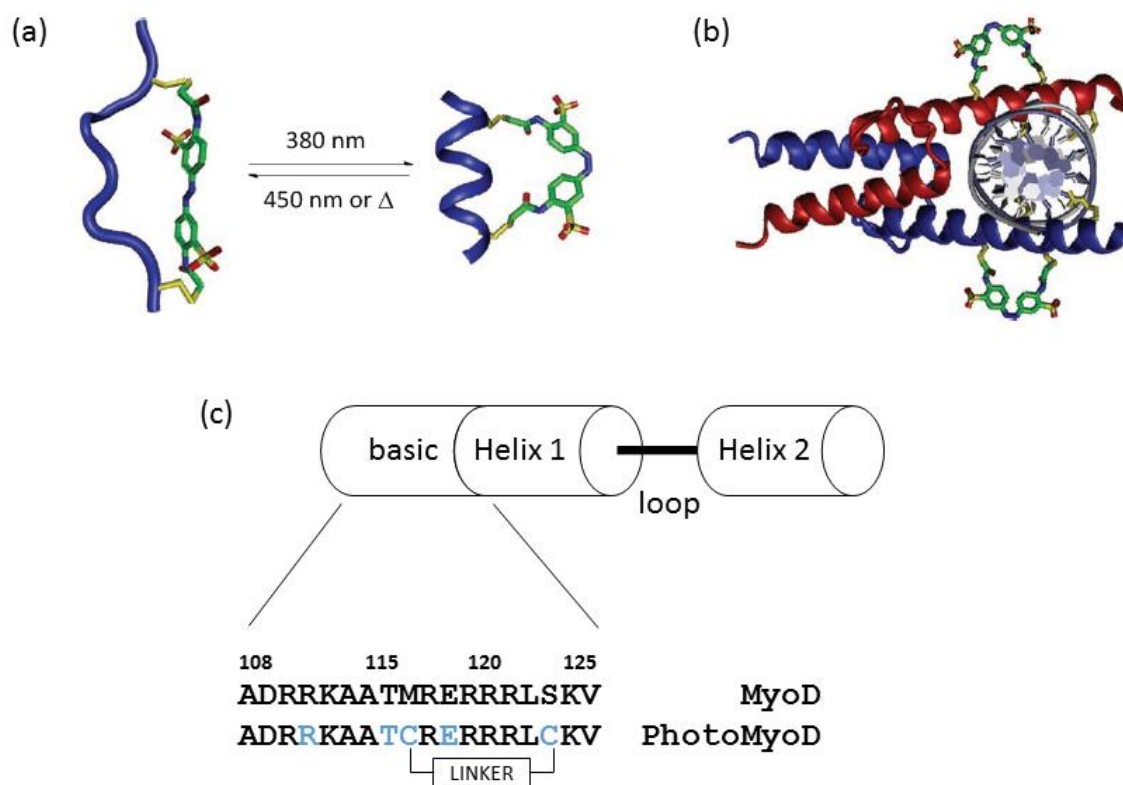 (a)
380 nm
450 nm or Δ
(b)
(c)
basic
Helix 1
Helix 2
loop
108 115 120 125
ADRRKAATMRERRRLSKV MyoD
ADRRKAATCRERRRLCKV PhotoMyoD
LINKER